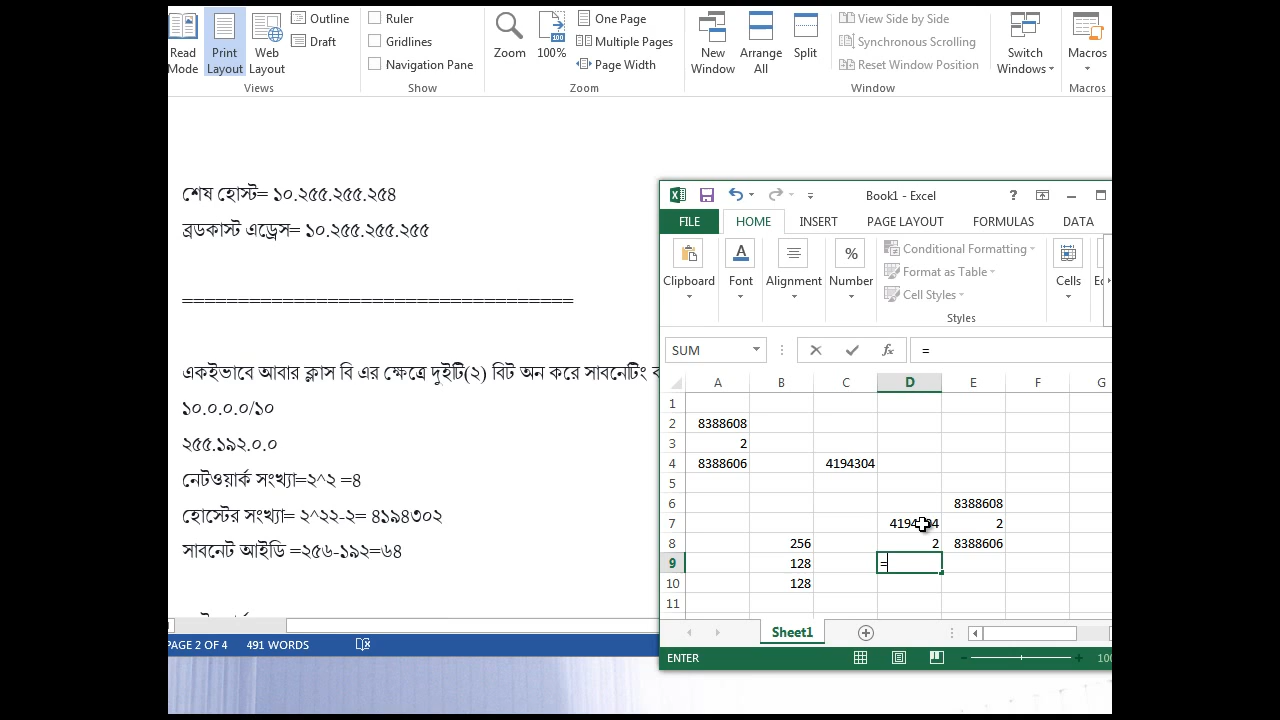 Read Mode
Print Layout
Web Layout
Outline
Draft
Views
Ruler
Gridlines
Navigation Pane
Show
Zoom
100%
One Page
Multiple Pages
Page Width
Zoom
New Window
Arrange All
Split
View Side by Side
Synchronous Scrolling
Reset Window Position
Window
Switch Windows
Macros
Macros
শেষ হোস্ট= ১০.২৫৫.২৫৫.২৫৪
ব্রডকাস্ট এড্রেস= ১০.২৫৫.২৫৫.২৫৫
===================================
একইভাবে আবার ক্লাস বি এর ক্ষেত্রে দুইটি(২) বিট অন করে সাবনেটিং
১০.০.০.০/১০
২৫৫.১৯২.০.০
নেটওয়ার্ক সংখ্যা=২^২ =৪
হোস্টের সংখ্যা= ২^২২-২= ৪১৯৪৩০২
সাবনেট আইডি =২৫৬-১৯২=৬৪
PAGE 2 OF 4 491 WORDS
Book1 - Excel ?
FILE HOME INSERT PAGE LAYOUT FORMULAS DATA
Clipboard
Font
Alignment
%
Number
Conditional Formatting
Format as Table
Cell Styles
Styles
Cells
SUM fx =
A B C D E F G
1
2 8388608
3 2
4 8388606 4194304
5
6 8388608
7 2
8 256 2 8388606
9 128 =
10 128
11
Sheet1
ENTER